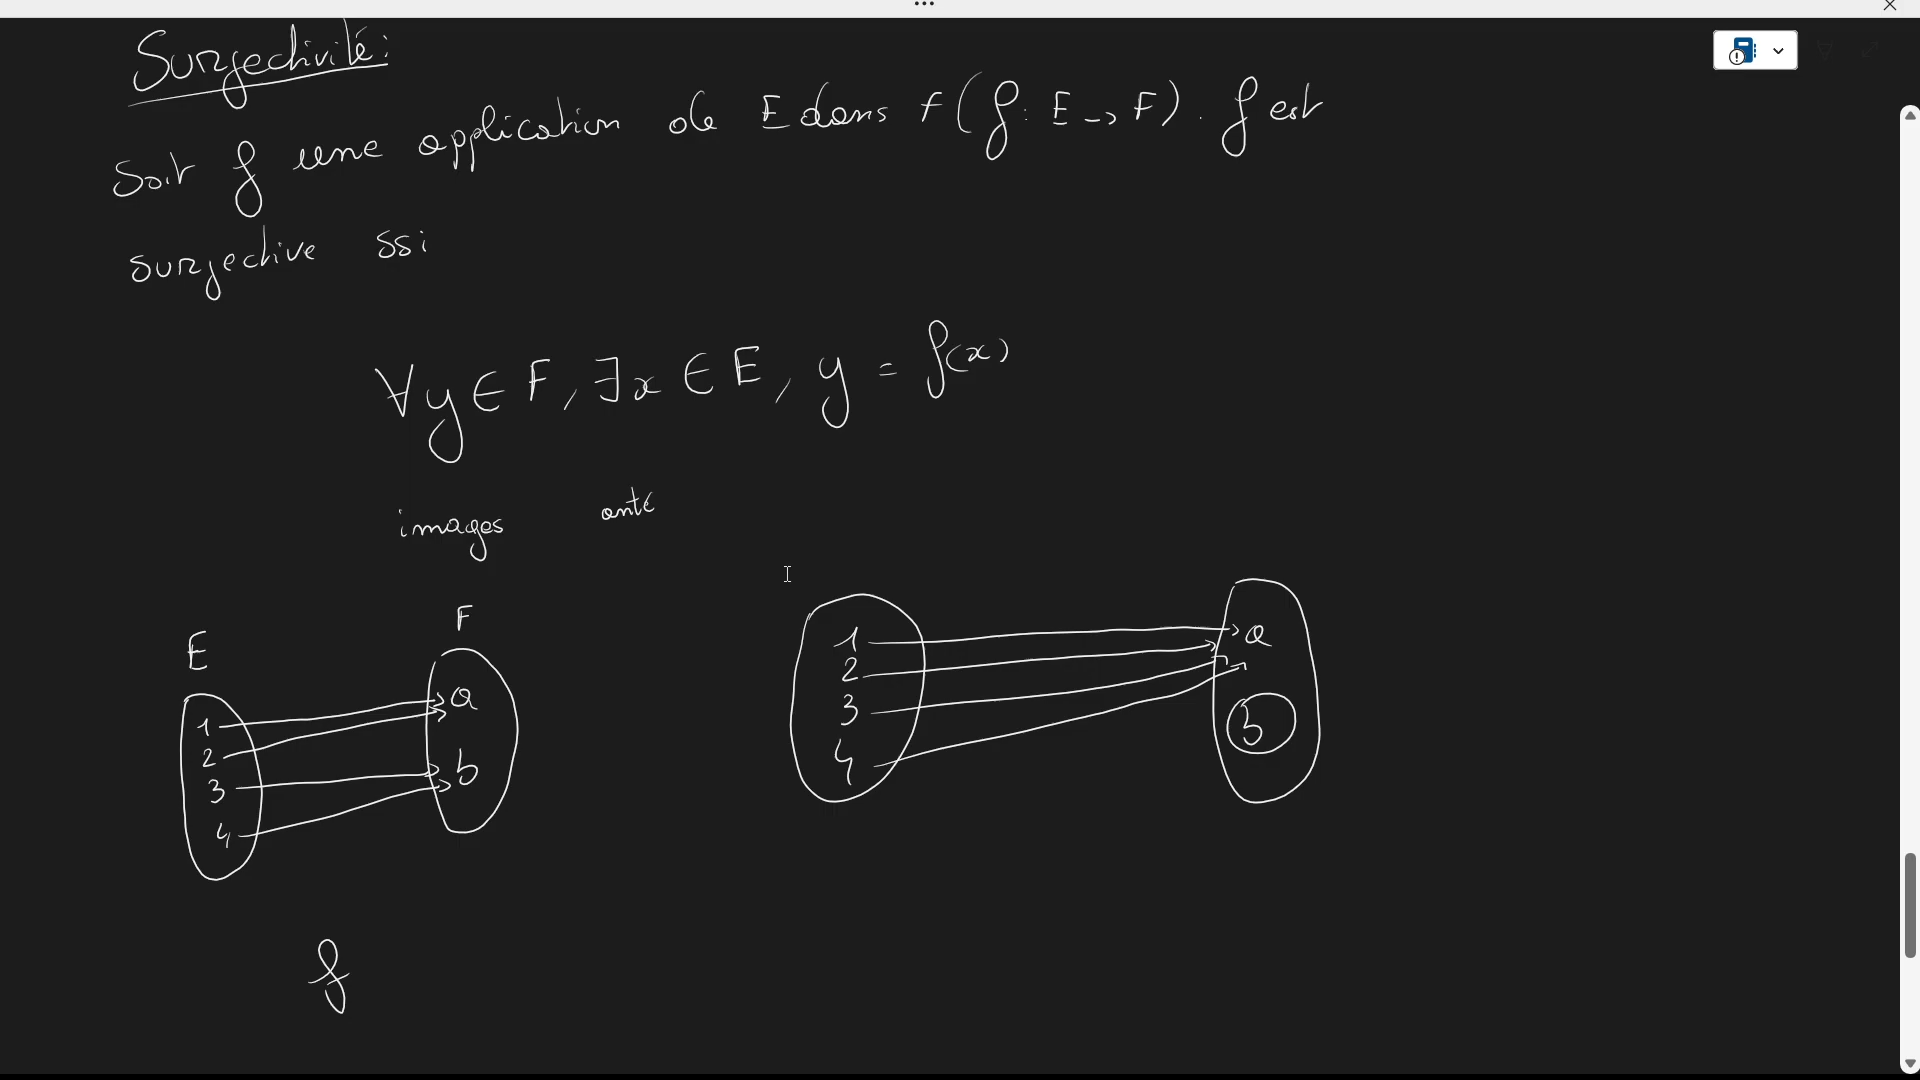 Surjectivité :
Soit f une application de E dans F (f : E → F). f est
surjective ssi
∀y ∈ F, ∃x ∈ E, y = f(x)
images anté
E F
1 a
2
3 b
4
1 a
2
3 b
4
f